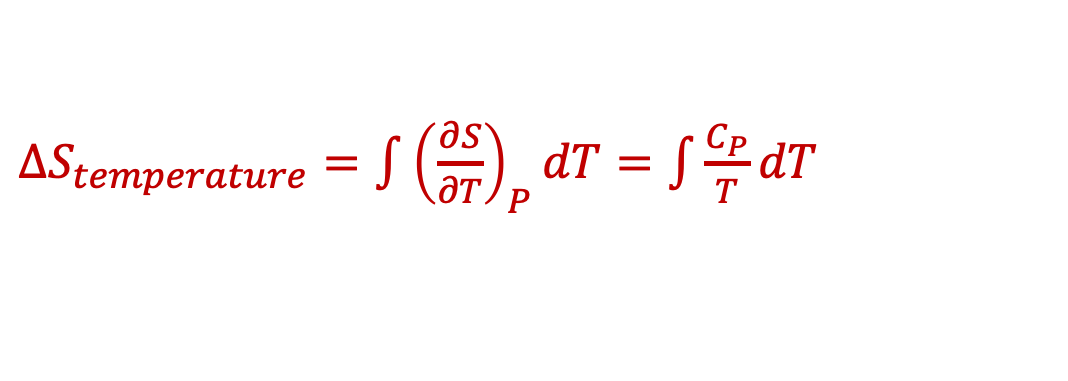 ΔS_temperature = ∫ (∂S/∂T)_P dT = ∫ C_P/T dT